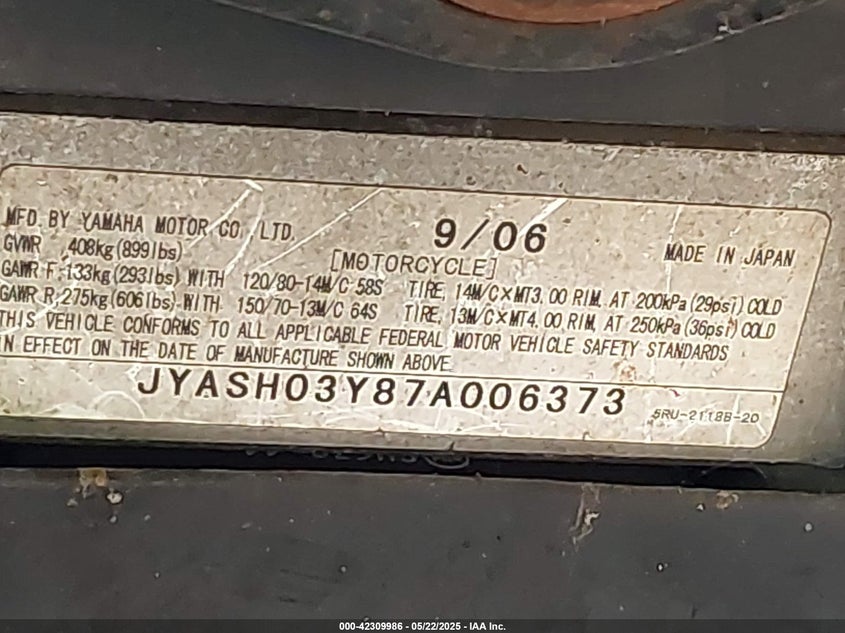 MFD. BY YAMAHA MOTOR CO., LTD. 9/06 MADE IN JAPAN
GVWR 408kg(899lbs) [MOTORCYCLE]
GAWR F;133kg(293lbs) WITH 120/80-14M/C 58S TIRE, 14M/C×MT3.00 RIM, AT 200kPa(29psi) COLD
GAWR R;275kg(606lbs) WITH 150/70-13M/C 64S TIRE, 13M/C×MT4.00 RIM, AT 250kPa(36psi) COLD
THIS VEHICLE CONFORMS TO ALL APPLICABLE FEDERAL MOTOR VEHICLE SAFETY STANDARDS
IN EFFECT ON THE DATE OF MANUFACTURE SHOWN ABOVE.
JYASH03Y87A006373 5RU-2118B-20
000-42309986 - 05/22/2025 - IAA Inc.